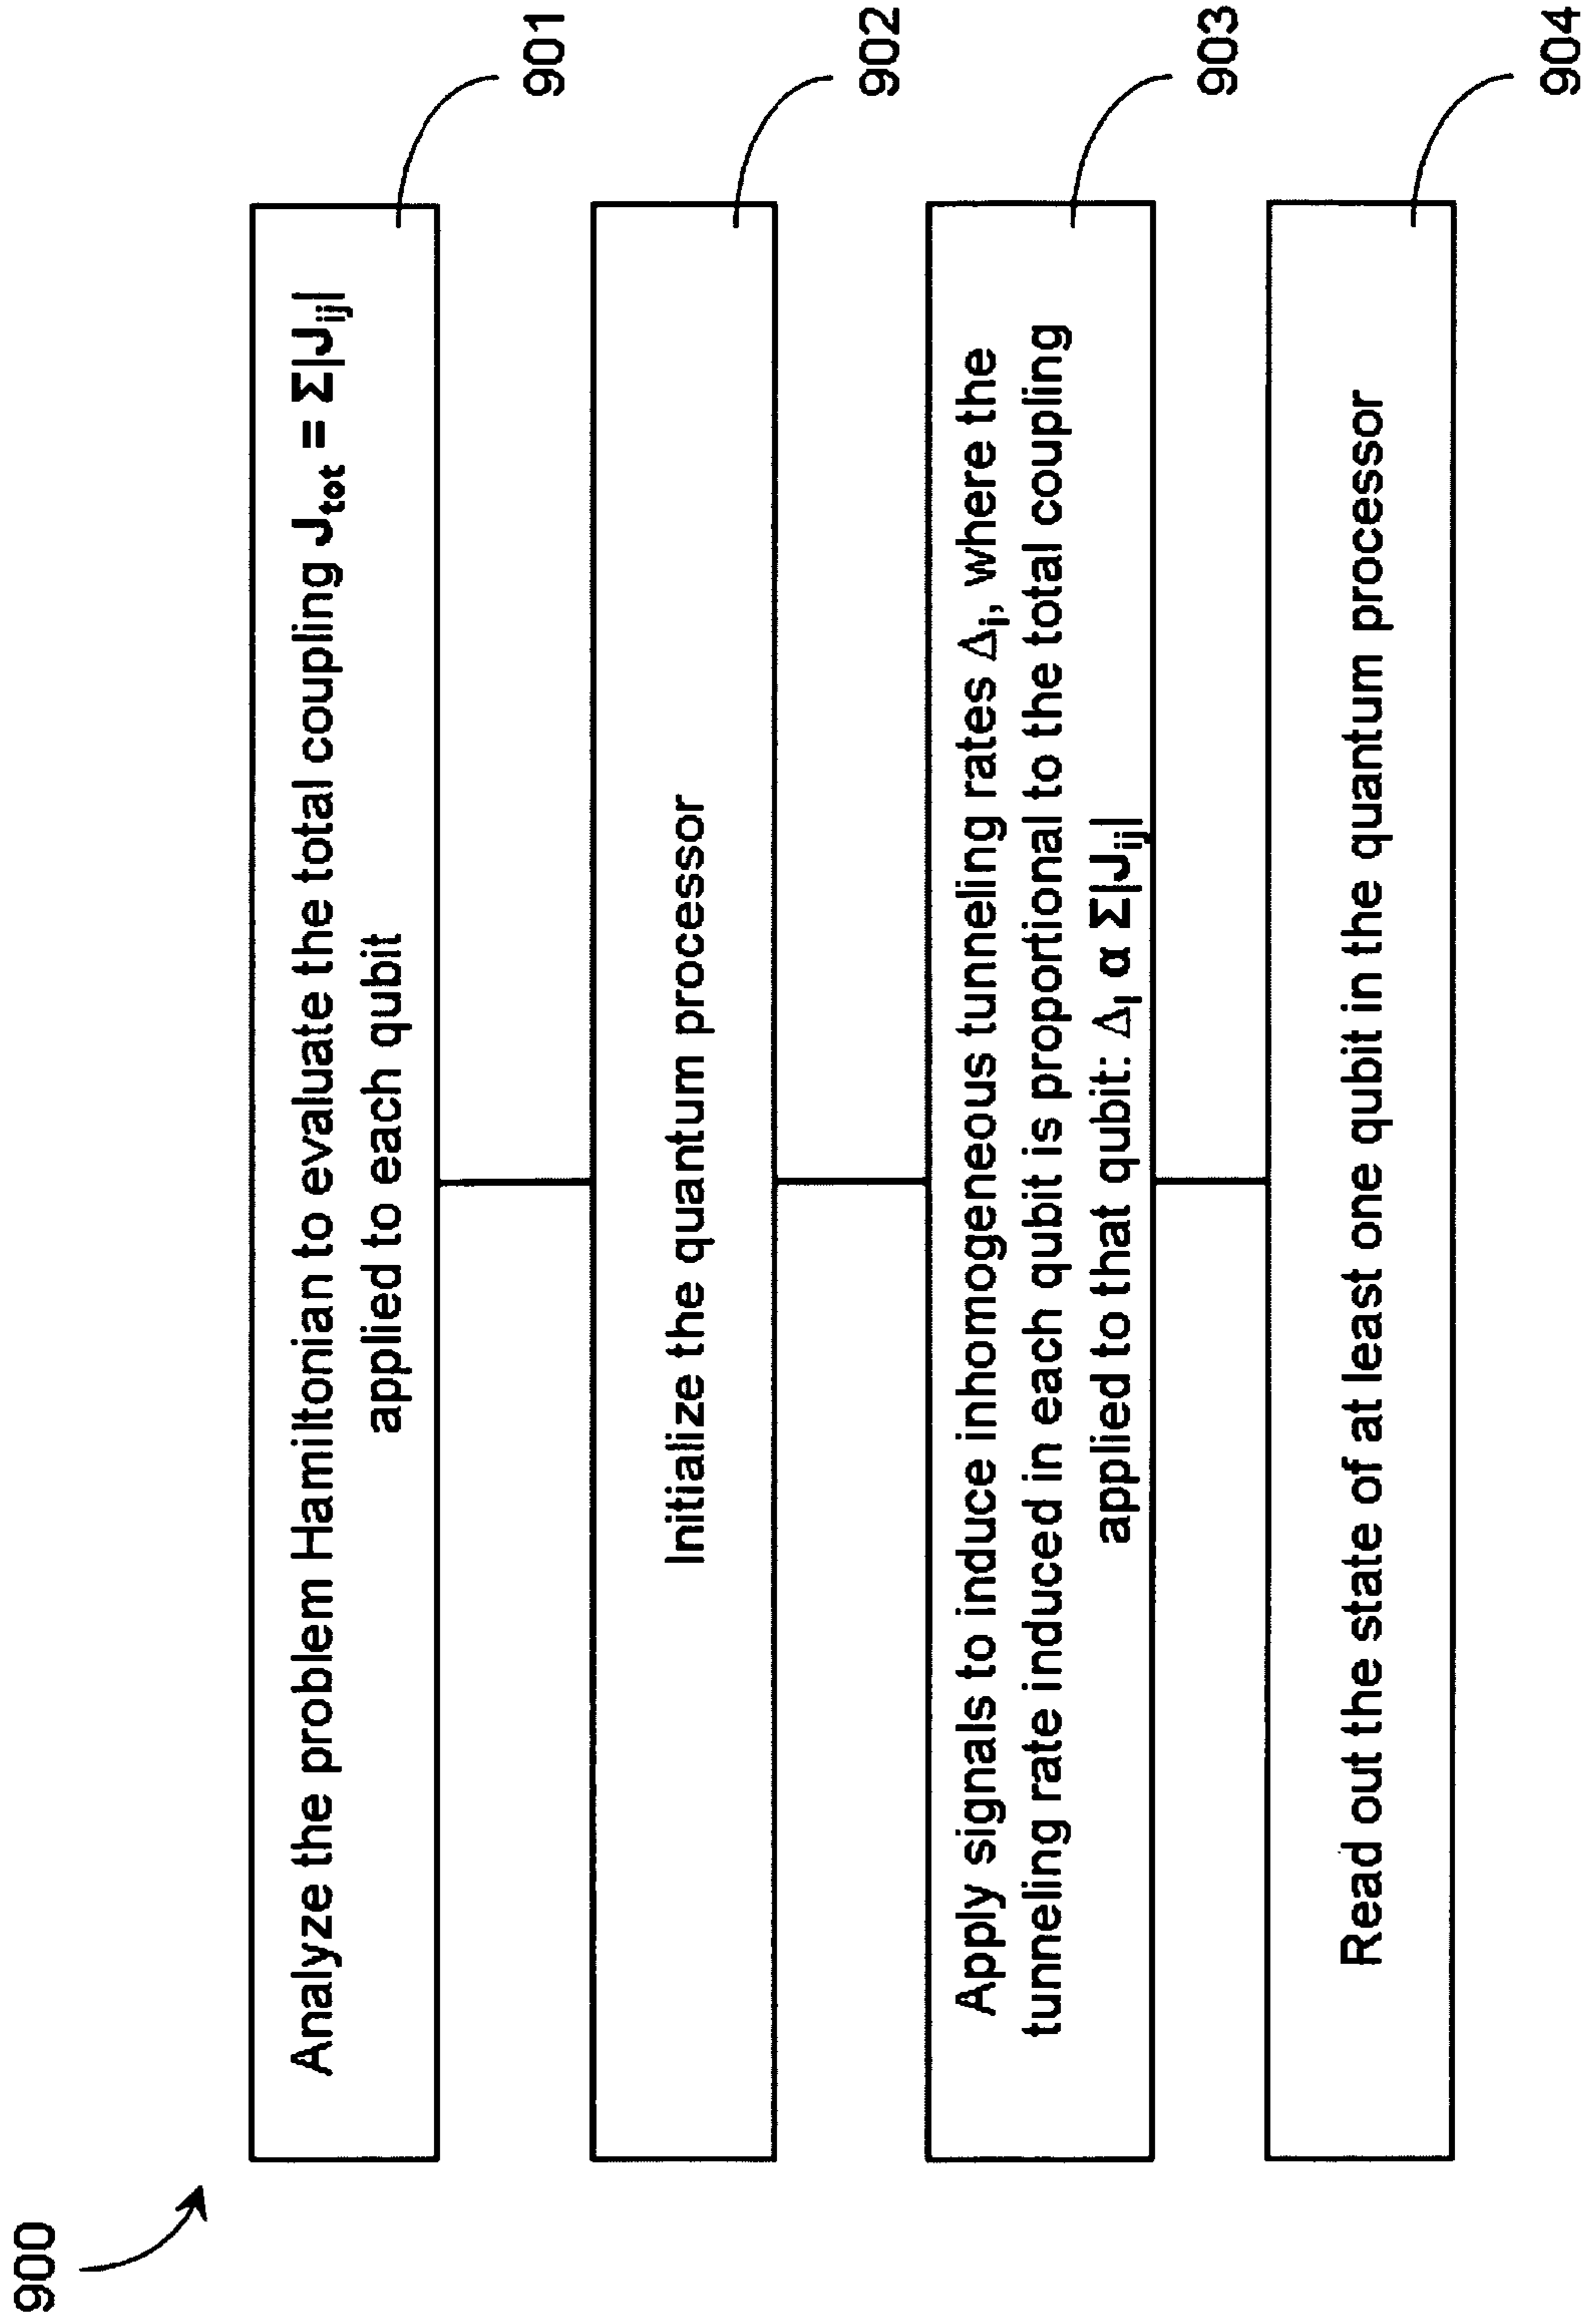 900
Analyze the problem Hamiltonian to evaluate the total coupling J_tot = Σ|J_ij|
applied to each qubit
901
Initialize the quantum processor
902
Apply signals to induce inhomogeneous tunneling rates Δ_i, where the
tunneling rate induced in each qubit is proportional to the total coupling
applied to that qubit: Δ_i α Σ|J_ij|
903
Read out the state of at least one qubit in the quantum processor
904